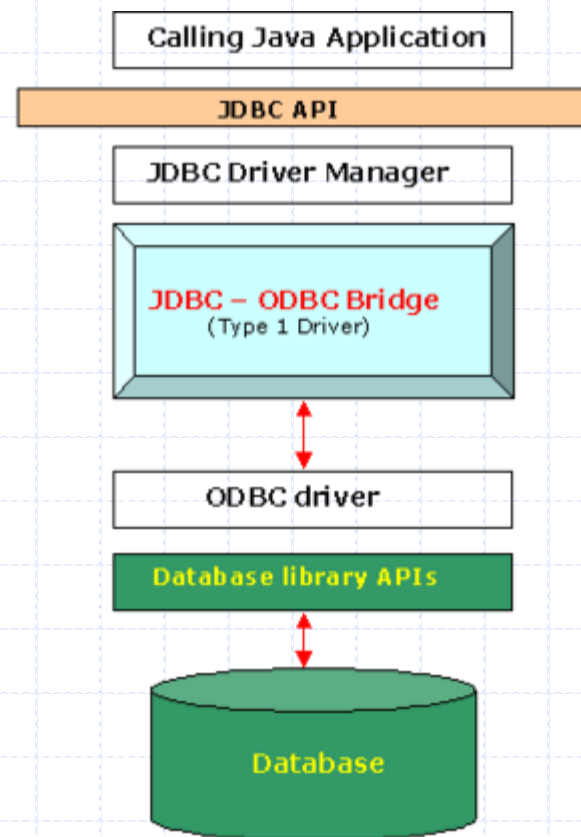 Calling Java Application
JDBC API
JDBC Driver Manager
JDBC – ODBC Bridge
(Type 1 Driver)
ODBC driver
Database library APIs
Database